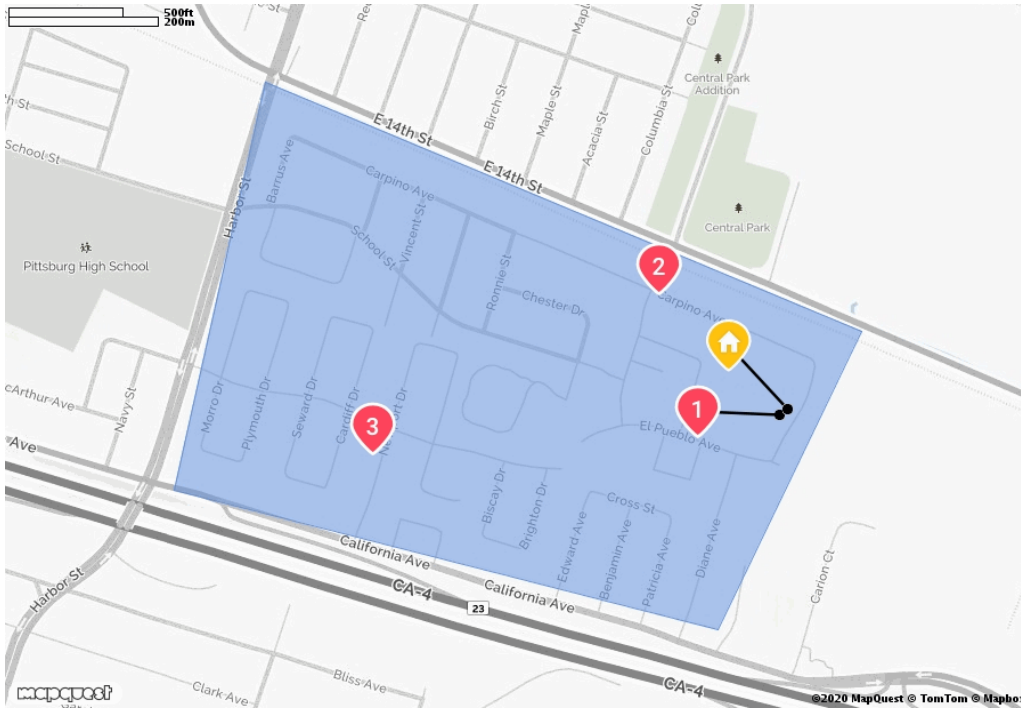 500ft
200m
Central Park
Addition
Birch St
Maple St
Acacia St
Columbia St
E 14th St
E 14th St
School St
Harbor St
Barrus Ave
Carpino Ave
Vincent St
School St
Central Park
Pittsburg High School
Ronnie St
Chester Dr
2
Carpino Ave
1
El Pueblo Ave
3
Navy St
Morro Dr
Plymouth Dr
Seward Dr
Cardiff Dr
Ave
Biscay Dr
Brighton Dr
Cross St
Edward Ave
Benjamin Ave
Patricia Ave
Diane Ave
Carion Ct
California Ave
California Ave
CA-4
23
Harbor St
CA-4
Bliss Ave
Clark Ave
mapquest
©2020 MapQuest © TomTom © Mapbo